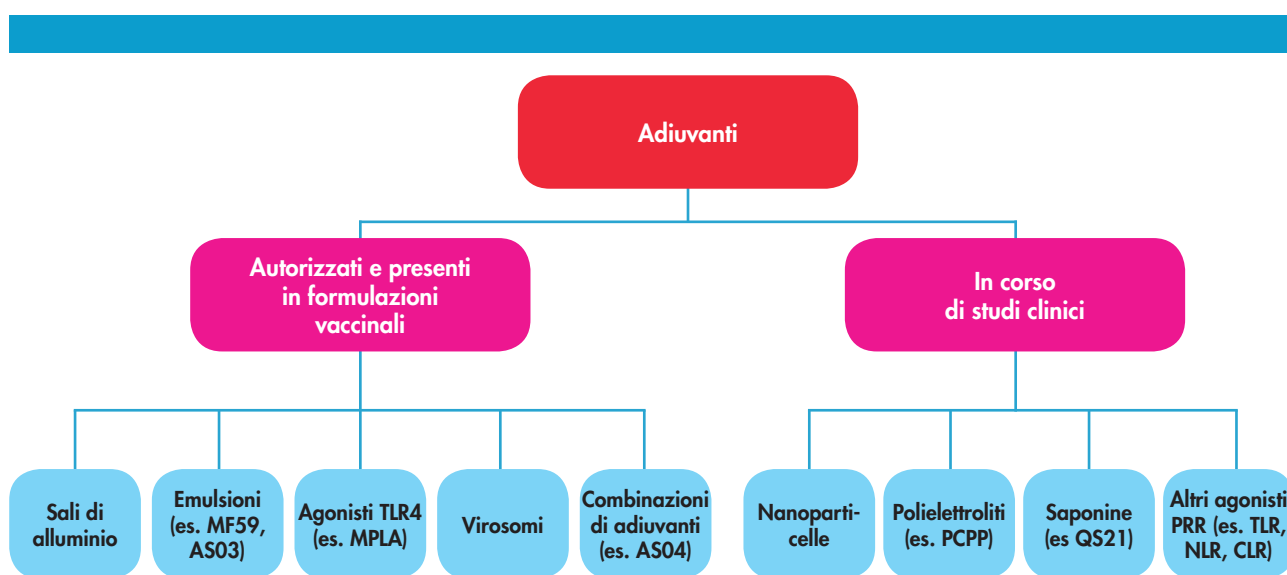 Adiuvanti
Autorizzati e presenti
in formulazioni
vaccinali
In corso
di studi clinici
Sali di
alluminio
Emulsioni
(es. MF59,
AS03)
Agonisti TLR4
(es. MPLA)
Virosomi
Combinazioni
di adiuvanti
(es. AS04)
Nanoparti-
celle
Polielettroliti
(es. PCPP)
Saponine
(es QS21)
Altri agonisti
PRR (es. TLR,
NLR, CLR)